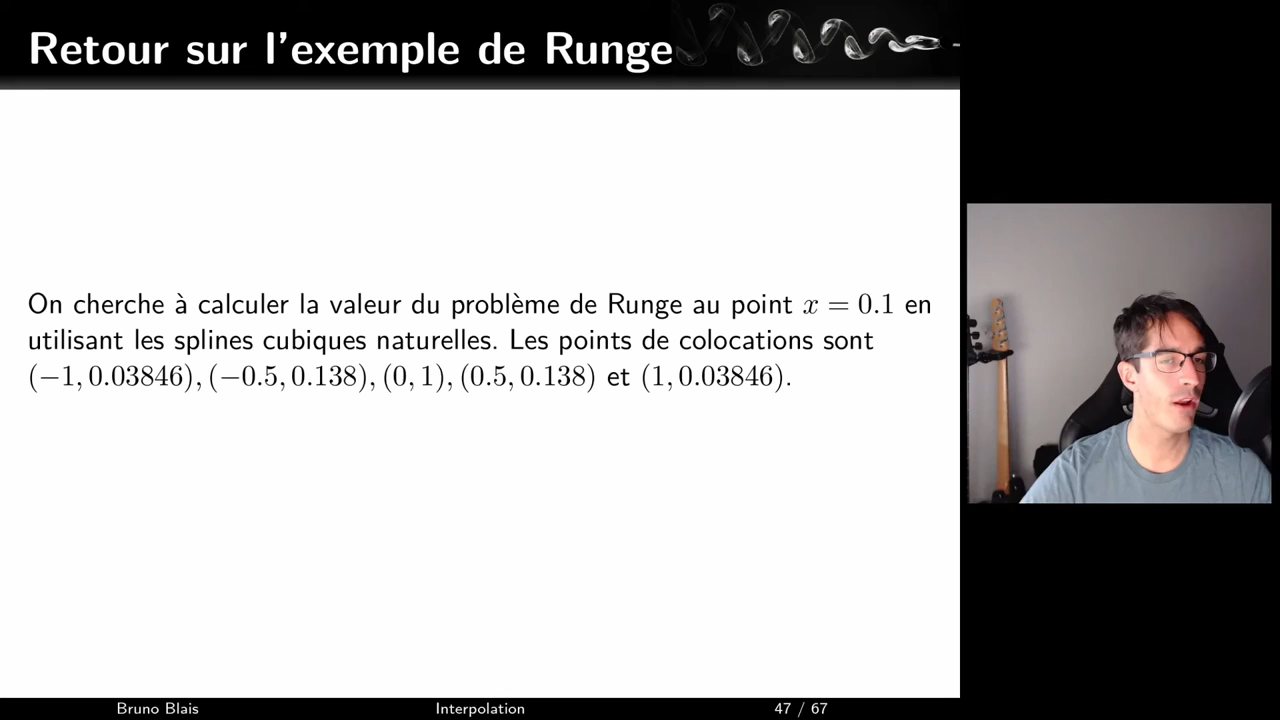 Retour sur l'exemple de Runge
On cherche à calculer la valeur du problème de Runge au point x = 0.1 en
utilisant les splines cubiques naturelles. Les points de colocations sont
(−1, 0.03846), (−0.5, 0.138), (0, 1), (0.5, 0.138) et (1, 0.03846).
Bruno Blais Interpolation 47 / 67